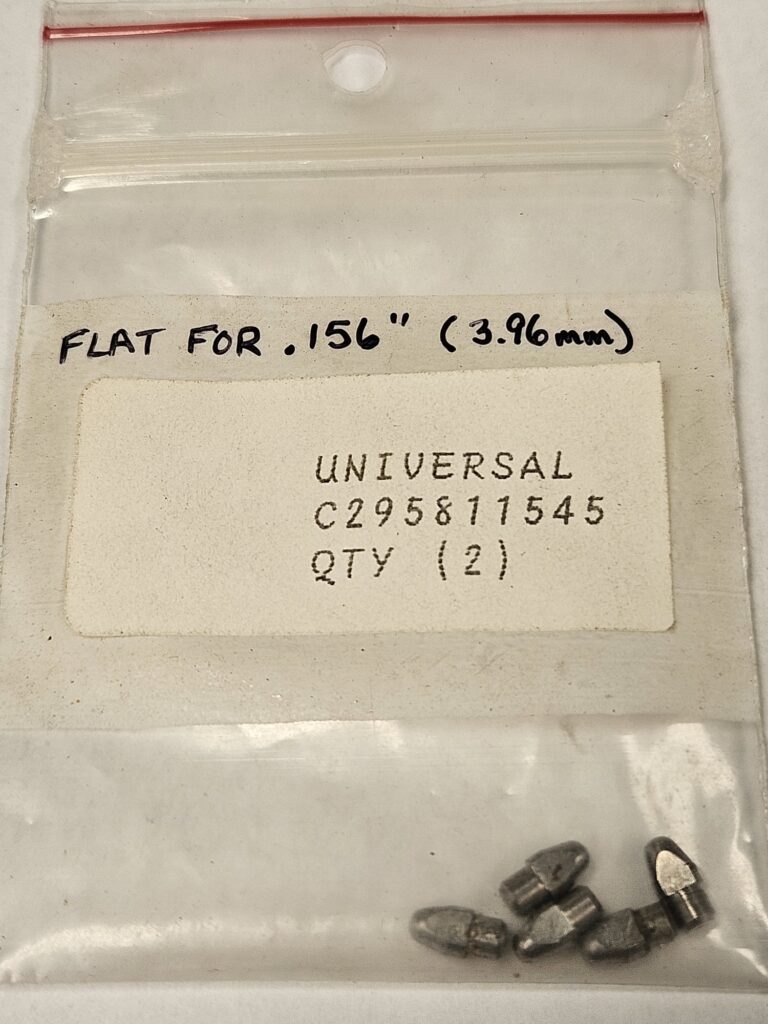 FLAT FOR .156" (3.96mm)
UNIVERSAL
C295811545
QTY (2)